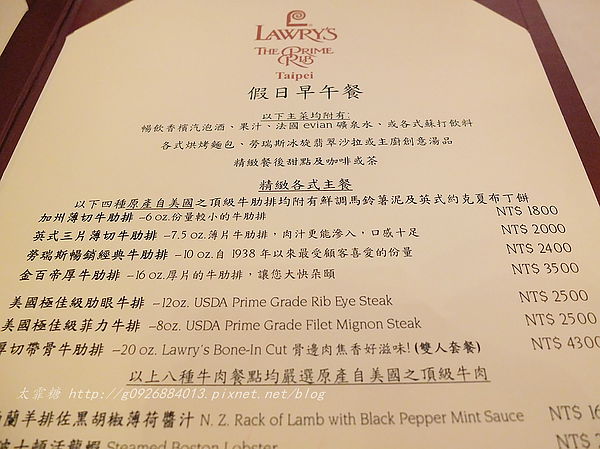 LAWRY'S
THE PRIME RIB
Taipei
假日早午餐
以下主菜均附有:
暢飲香檳汽泡酒、果汁、法國 evian 礦泉水、或各式蘇打飲料
各式烘烤麵包、勞瑞斯冰旋翡翠沙拉或主廚創意湯品
精緻餐後甜點及咖啡或茶
精緻各式主餐
以下四種原產自美國之頂級牛肋排均附有鮮調馬鈴薯泥及英式約克夏布丁餅
加州薄切牛肋排 –6 oz.份量較小的牛肋排 NT$ 1800
英式三片薄切牛肋排 –7.5 oz.薄片牛肋排，肉汁更能滲入，口感十足 NT$ 2000
勞瑞斯暢銷經典牛肋排 –10 oz.自 1938 年以來最受顧客喜愛的份量 NT$ 2400
金百帝厚牛肋排 –16 oz.厚片的牛肋排，讓您大快朵頤 NT$ 3500
美國極佳級肋眼牛排 –12oz. USDA Prime Grade Rib Eye Steak NT$ 2500
美國極佳級菲力牛排 –8oz. USDA Prime Grade Filet Mignon Steak NT$ 2500
厚切帶骨牛肋排 –20 oz. Lawry's Bone-In Cut 骨邊肉焦香好滋味! (雙人套餐) NT$ 4300
以上八種牛肉餐點均嚴選原產自美國之頂級牛肉
蘭羊排佐黑胡椒薄荷醬汁 N. Z. Rack of Lamb with Black Pepper Mint Sauce NT$
士頓活龍蝦 Steamed Boston Lobster NT$
太霏糖 http://g0926884013.pixnet.net/blog